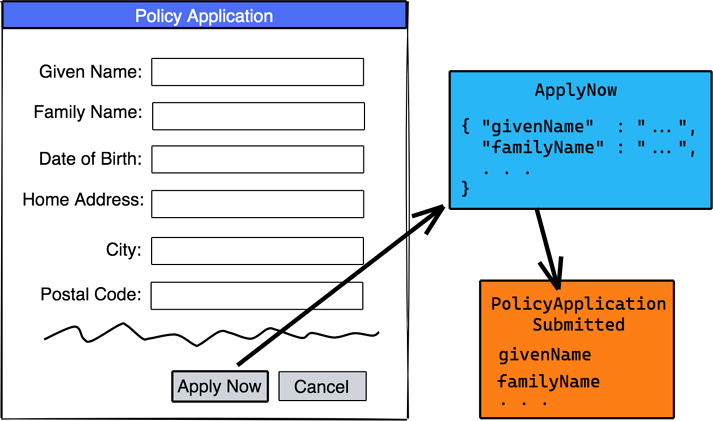 Policy Application
Given Name:
Family Name:
Date of Birth:
Home Address:
City:
Postal Code:
Apply Now
Cancel
ApplyNow
{ "givenName" : "...",
"familyName" : "...",
. . .
}
PolicyApplication
Submitted
givenName
familyName
. . .